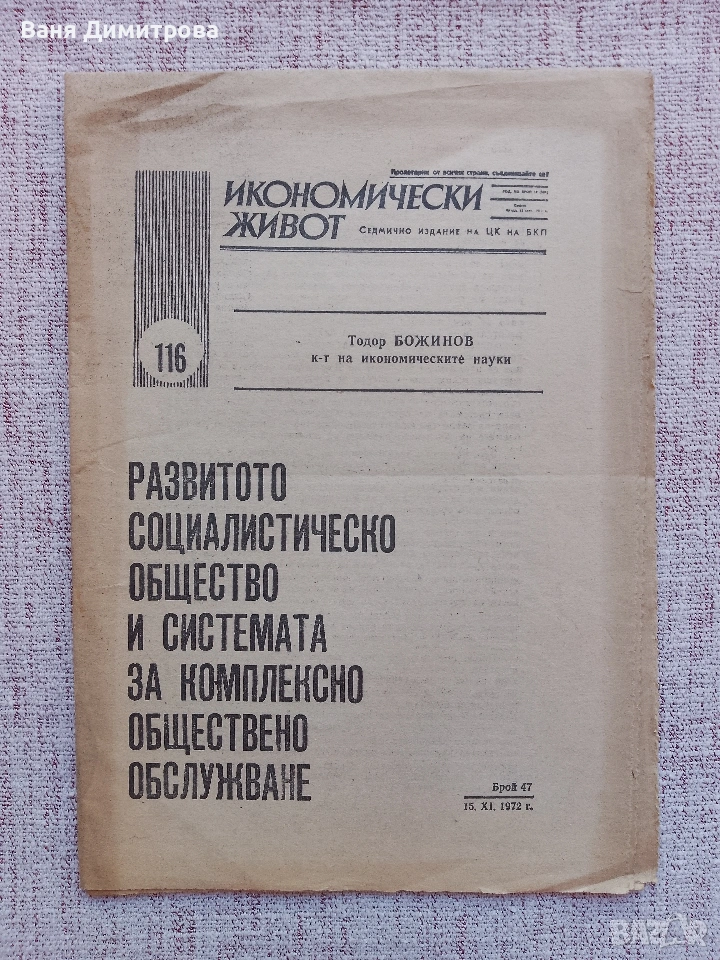 Ваня Димитрова
Пролетарии от всички страни, съединявайте се!
ИКОНОМИЧЕСКИ
ЖИВОТ
СЕДМИЧНО ИЗДАНИЕ НА ЦК НА БКП
116
Тодор БОЖИНОВ
к-т на икономическите науки
РАЗВИТОТО
СОЦИАЛИСТИЧЕСКО
ОБЩЕСТВО
И СИСТЕМАТА
ЗА КОМПЛЕКСНО
ОБЩЕСТВЕНО
ОБСЛУЖВАНЕ
Брой 47
15. XI. 1972 г.